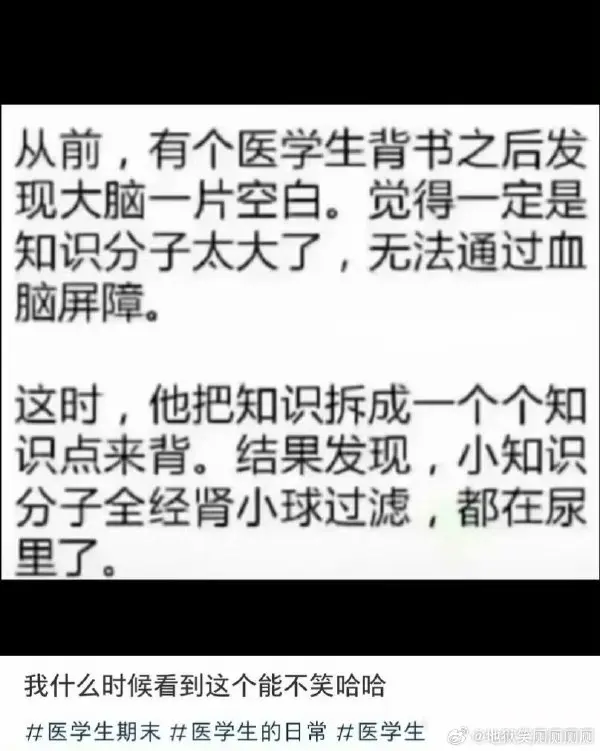 从前，有个医学生背书之后发
现大脑一片空白。觉得一定是
知识分子太大了，无法通过血
脑屏障。
这时，他把知识拆成一个个知
识点来背。结果发现，小知识
分子全经肾小球过滤，都在尿
里了。
我什么时候看到这个能不笑哈哈
#医学生期末 #医学生的日常 #医学生